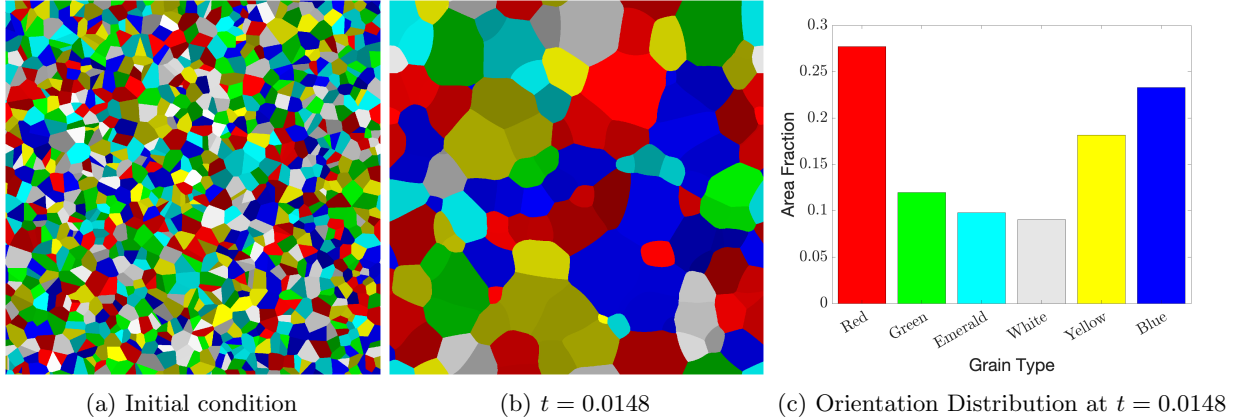 0.3
0.25
0.2
0.15
0.1
0.05
0
Area Fraction
Red
Green
Emerald
White
Yellow
Blue
Grain Type
(a) Initial condition
(b) t = 0.0148
(c) Orientation Distribution at t = 0.0148